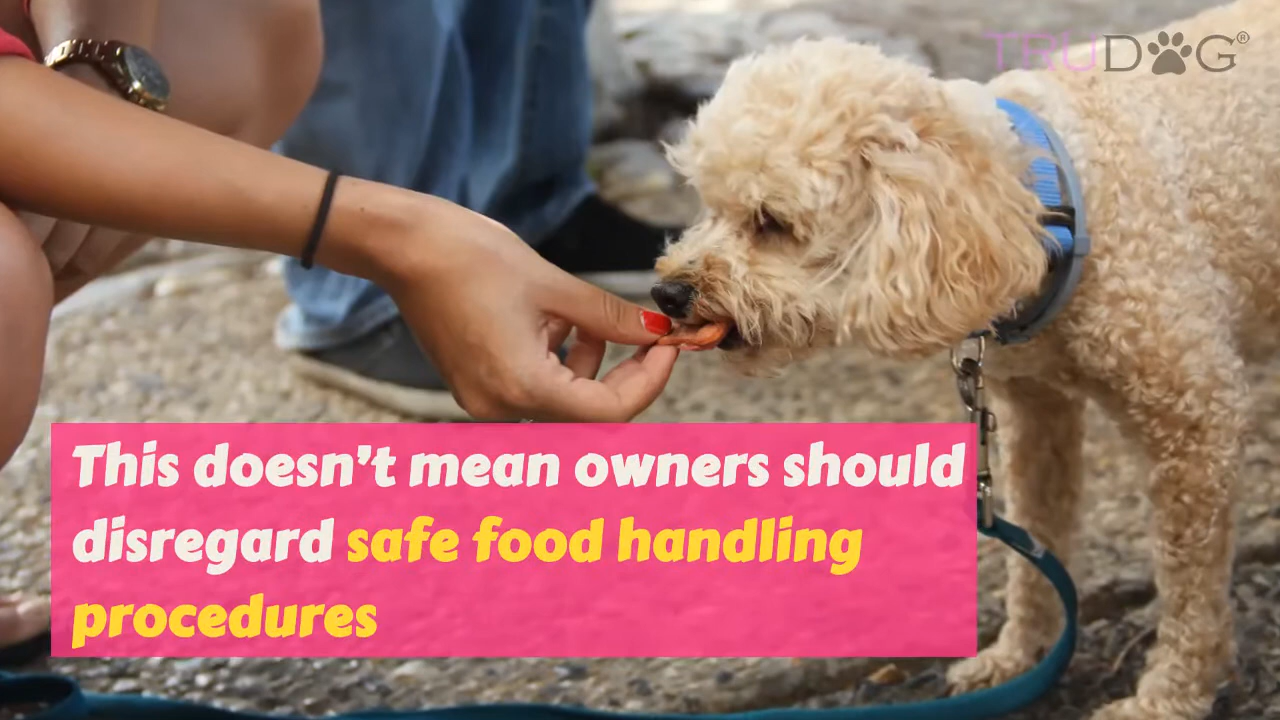 TRUDOG®
This doesn't mean owners should
disregard safe food handling
procedures